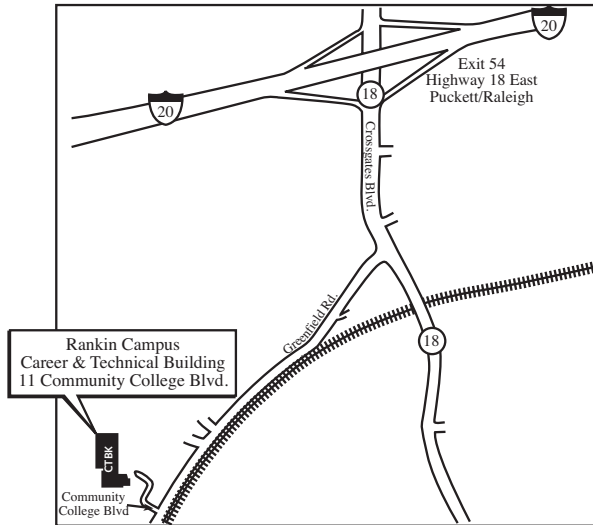 20
Exit 54
Highway 18 East
Puckett/Raleigh
20
18
Crossgates Blvd.
Greenfield Rd.
18
Rankin Campus
Career & Technical Building
11 Community College Blvd.
CTBK
Community
College Blvd